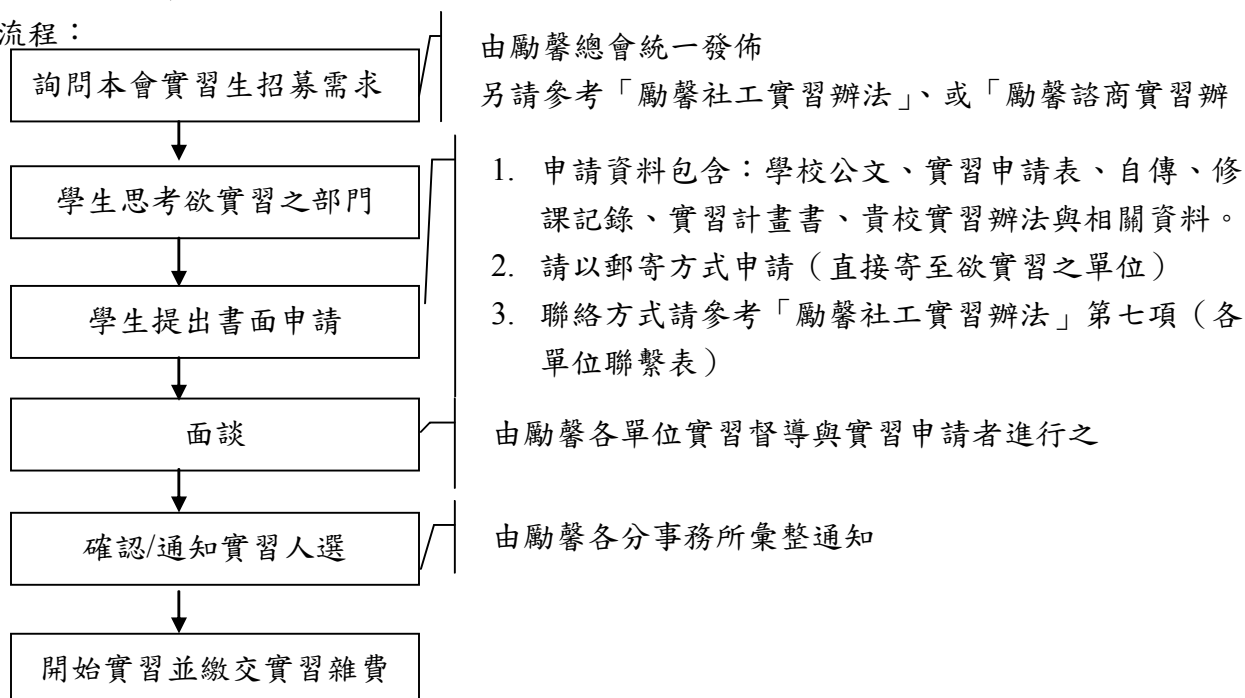 流程：
詢問本會實習生招募需求
由勵馨總會統一發佈
另請參考「勵馨社工實習辦法」、或「勵馨諮商實習辦
學生思考欲實習之部門
學生提出書面申請
1. 申請資料包含：學校公文、實習申請表、自傳、修
課記錄、實習計畫書、貴校實習辦法與相關資料。
2. 請以郵寄方式申請（直接寄至欲實習之單位）
3. 聯絡方式請參考「勵馨社工實習辦法」第七項（各
單位聯繫表）
面談
由勵馨各單位實習督導與實習申請者進行之
確認/通知實習人選
由勵馨各分事務所彙整通知
開始實習並繳交實習雜費